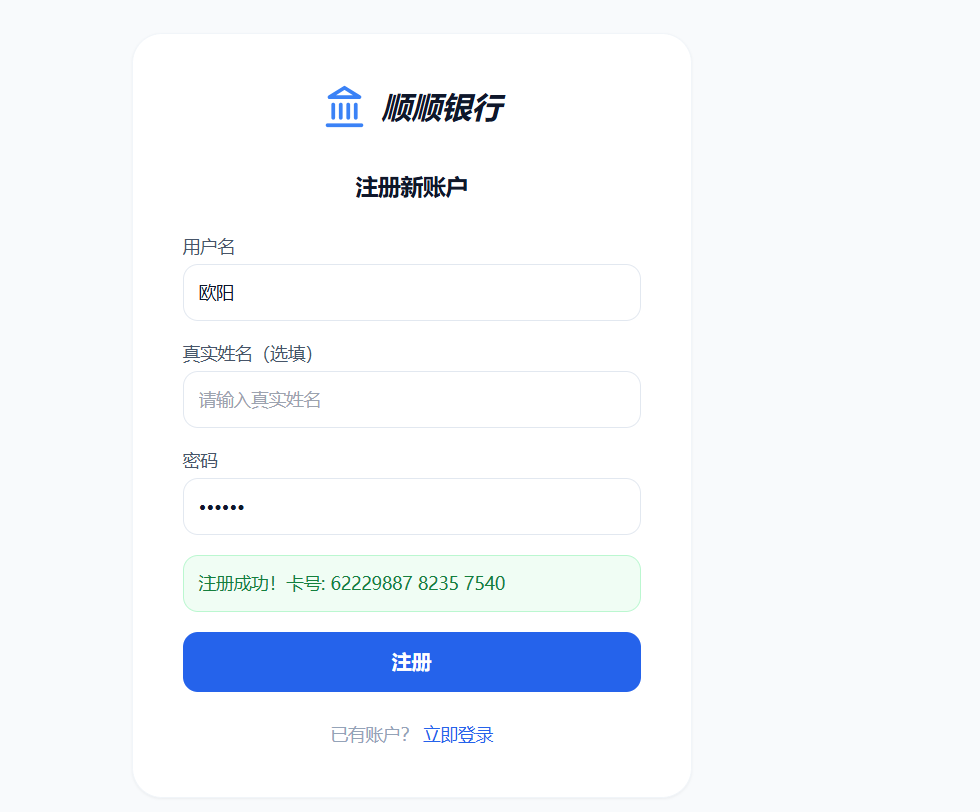 顺顺银行
注册新账户
用户名
欧阳
真实姓名（选填）
请输入真实姓名
密码
••••••
注册成功！卡号: 62229887 8235 7540
注册
已有账户？ 立即登录